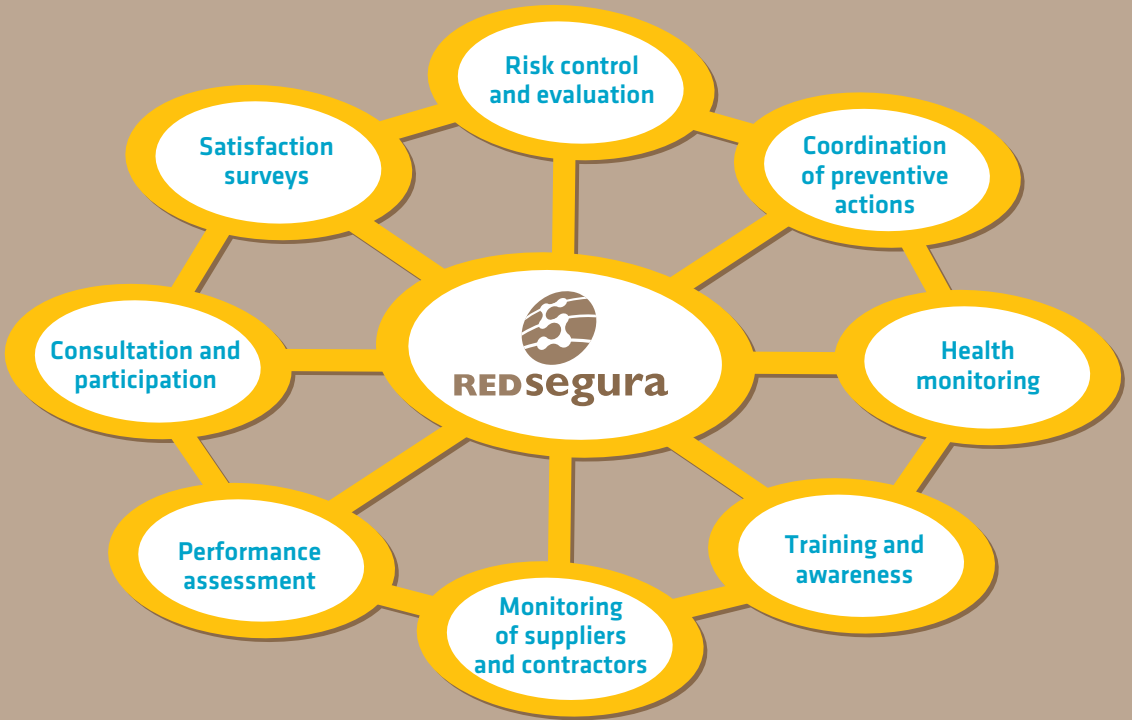 Risk control
and evaluation
Coordination
of preventive
actions
Health
monitoring
Training and
awareness
Monitoring
of suppliers
and contractors
Performance
assessment
Consultation and
participation
Satisfaction
surveys
REDsegura